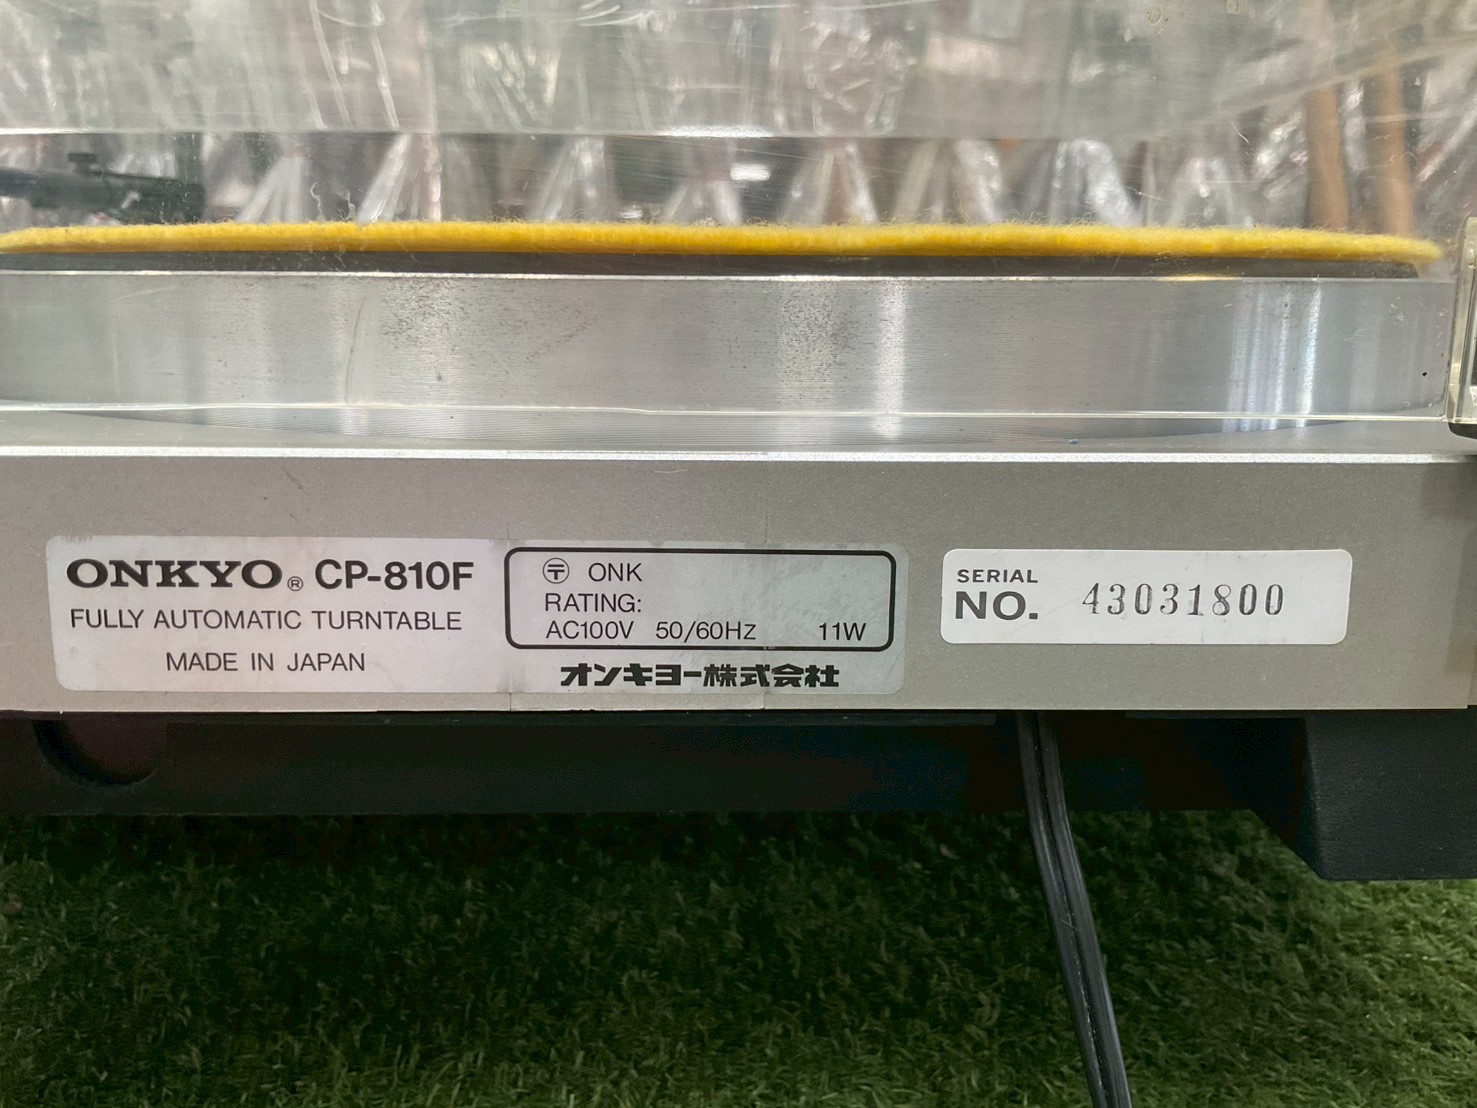 ONKYO® CP-810F
FULLY AUTOMATIC TURNTABLE
MADE IN JAPAN
〶 ONK
RATING:
AC100V 50/60Hz 11W
オンキヨー株式会社
SERIAL
NO. 43031800